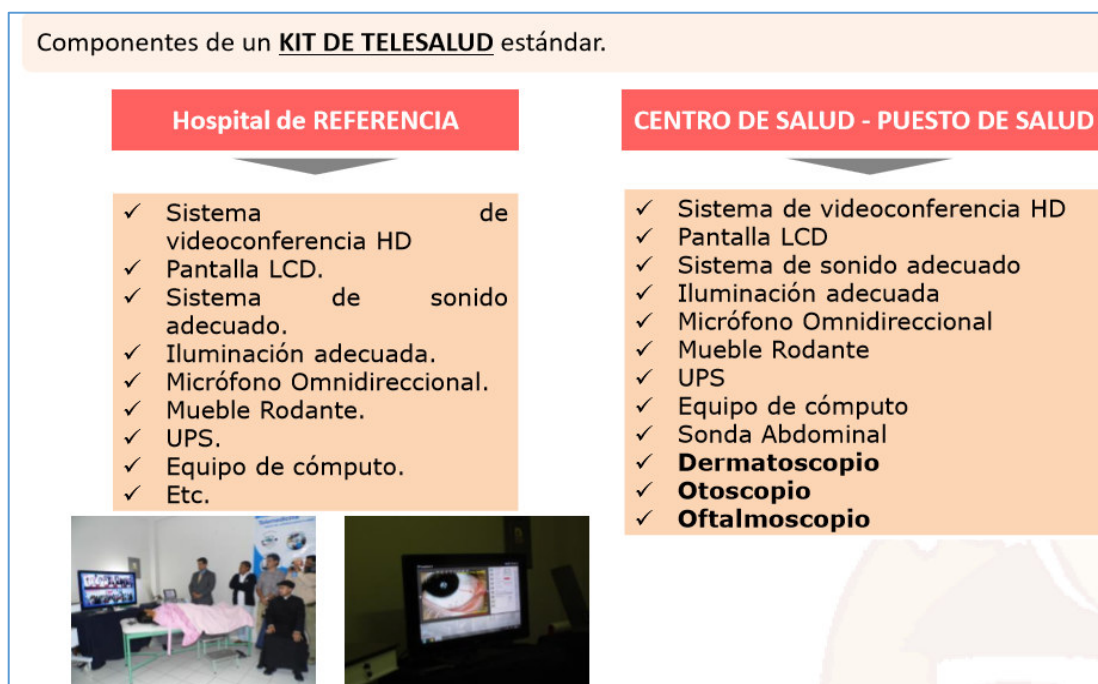 Componentes de un KIT DE TELESALUD estándar.
Hospital de REFERENCIA
✓ Sistema de
videoconferencia HD
✓ Pantalla LCD.
✓ Sistema de sonido
adecuado.
✓ Iluminación adecuada.
✓ Micrófono Omnidireccional.
✓ Mueble Rodante.
✓ UPS.
✓ Equipo de cómputo.
✓ Etc.
CENTRO DE SALUD - PUESTO DE SALUD
✓ Sistema de videoconferencia HD
✓ Pantalla LCD
✓ Sistema de sonido adecuado
✓ Iluminación adecuada
✓ Micrófono Omnidireccional
✓ Mueble Rodante
✓ UPS
✓ Equipo de cómputo
✓ Sonda Abdominal
✓ Dermatoscopio
✓ Otoscopio
✓ Oftalmoscopio